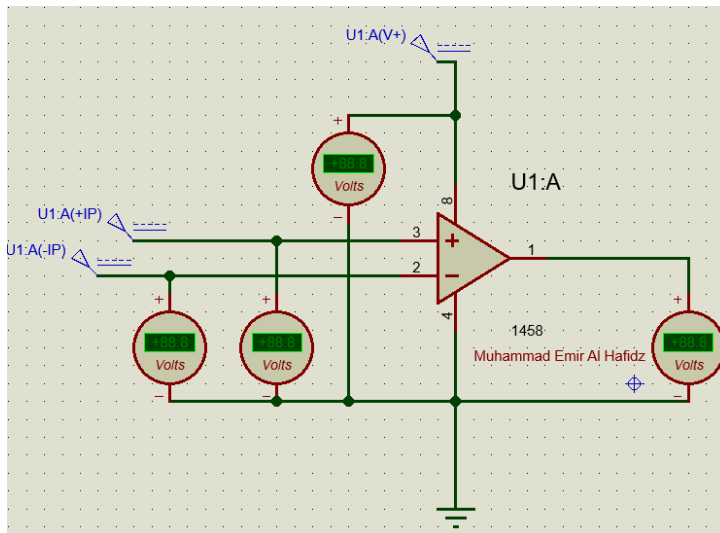 U1:A(V+)
+
+88.8
Volts
−
U1:A
8
U1:A(+IP)
3
+
1
U1:A(-IP)
2
−
4
1458
Muhammad Emir Al Hafidz
+
+88.8
Volts
−
+
+88.8
Volts
−
+
+88.8
Volts
−